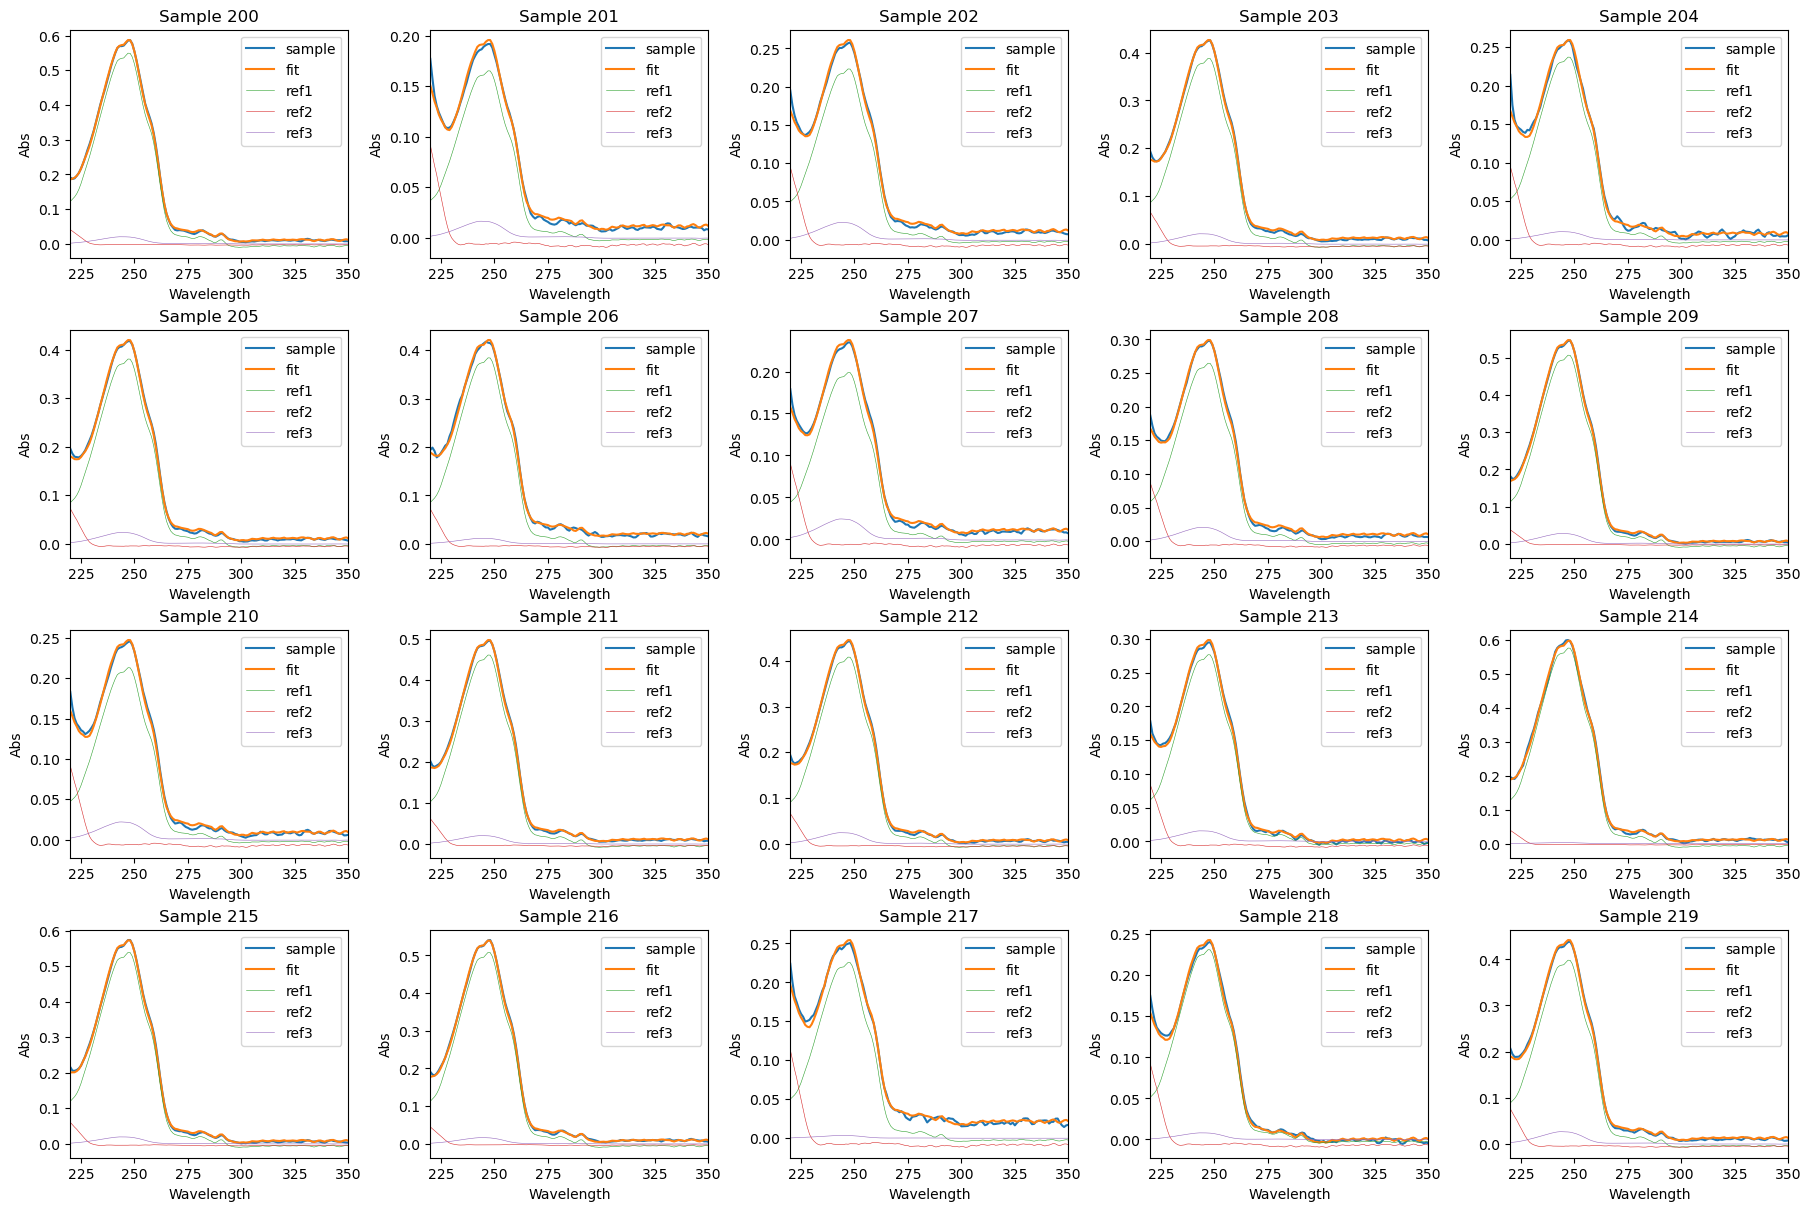 Sample 200
Abs
0.6
0.5
0.4
0.3
0.2
0.1
0.0
sample
fit
ref1
ref2
ref3
225 250 275 300 325 350
Wavelength
Sample 201
Abs
0.20
0.15
0.10
0.05
0.00
sample
fit
ref1
ref2
ref3
225 250 275 300 325 350
Wavelength
Sample 202
Abs
0.25
0.20
0.15
0.10
0.05
0.00
sample
fit
ref1
ref2
ref3
225 250 275 300 325 350
Wavelength
Sample 203
Abs
0.4
0.3
0.2
0.1
0.0
sample
fit
ref1
ref2
ref3
225 250 275 300 325 350
Wavelength
Sample 204
Abs
0.25
0.20
0.15
0.10
0.05
0.00
sample
fit
ref1
ref2
ref3
225 250 275 300 325 350
Wavelength
Sample 205
Abs
0.4
0.3
0.2
0.1
0.0
sample
fit
ref1
ref2
ref3
225 250 275 300 325 350
Wavelength
Sample 206
Abs
0.4
0.3
0.2
0.1
0.0
sample
fit
ref1
ref2
ref3
225 250 275 300 325 350
Wavelength
Sample 207
Abs
0.20
0.15
0.10
0.05
0.00
sample
fit
ref1
ref2
ref3
225 250 275 300 325 350
Wavelength
Sample 208
Abs
0.30
0.25
0.20
0.15
0.10
0.05
0.00
sample
fit
ref1
ref2
ref3
225 250 275 300 325 350
Wavelength
Sample 209
Abs
0.5
0.4
0.3
0.2
0.1
0.0
sample
fit
ref1
ref2
ref3
225 250 275 300 325 350
Wavelength
Sample 210
Abs
0.25
0.20
0.15
0.10
0.05
0.00
sample
fit
ref1
ref2
ref3
225 250 275 300 325 350
Wavelength
Sample 211
Abs
0.5
0.4
0.3
0.2
0.1
0.0
sample
fit
ref1
ref2
ref3
225 250 275 300 325 350
Wavelength
Sample 212
Abs
0.4
0.3
0.2
0.1
0.0
sample
fit
ref1
ref2
ref3
225 250 275 300 325 350
Wavelength
Sample 213
Abs
0.30
0.25
0.20
0.15
0.10
0.05
0.00
sample
fit
ref1
ref2
ref3
225 250 275 300 325 350
Wavelength
Sample 214
Abs
0.6
0.5
0.4
0.3
0.2
0.1
0.0
sample
fit
ref1
ref2
ref3
225 250 275 300 325 350
Wavelength
Sample 215
Abs
0.6
0.5
0.4
0.3
0.2
0.1
0.0
sample
fit
ref1
ref2
ref3
225 250 275 300 325 350
Wavelength
Sample 216
Abs
0.5
0.4
0.3
0.2
0.1
0.0
sample
fit
ref1
ref2
ref3
225 250 275 300 325 350
Wavelength
Sample 217
Abs
0.25
0.20
0.15
0.10
0.05
0.00
sample
fit
ref1
ref2
ref3
225 250 275 300 325 350
Wavelength
Sample 218
Abs
0.25
0.20
0.15
0.10
0.05
0.00
sample
fit
ref1
ref2
ref3
225 250 275 300 325 350
Wavelength
Sample 219
Abs
0.4
0.3
0.2
0.1
0.0
sample
fit
ref1
ref2
ref3
225 250 275 300 325 350
Wavelength